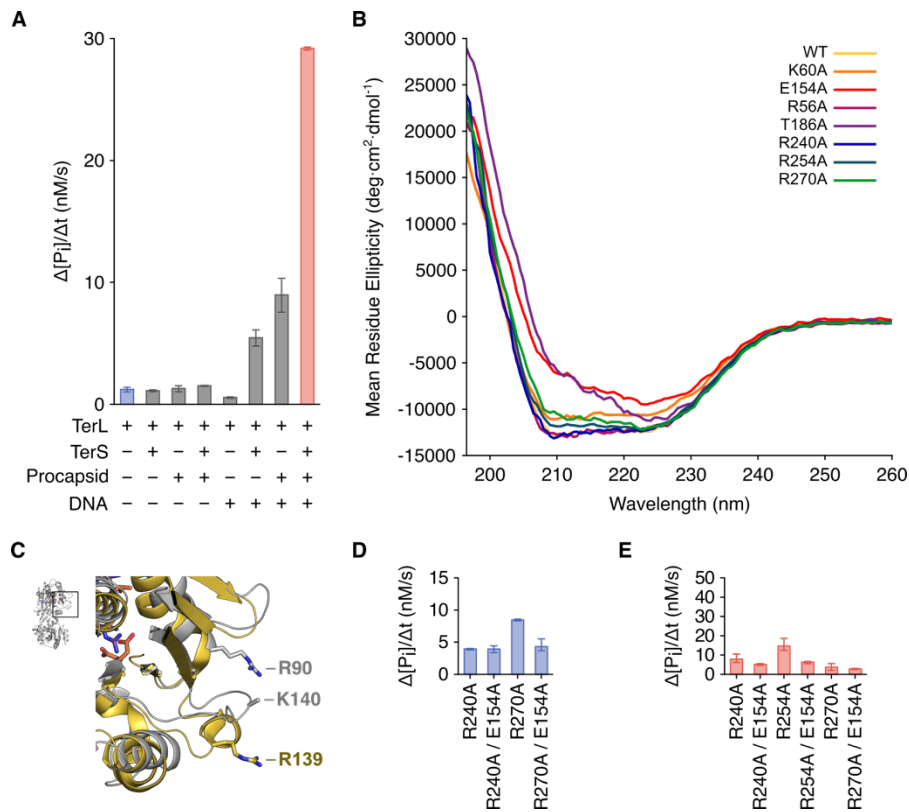 A
Δ[Pi]/Δt (nM/s)
30
20
10
0
TerL + + + + + + + +
TerS – + – + – + – +
Procapsid – – + + – – + +
DNA – – – – + + + +
B
Mean Residue Ellipticity (deg·cm²·dmol⁻¹)
30000
25000
20000
15000
10000
5000
0
-5000
-10000
-15000
200 210 220 230 240 250 260
Wavelength (nm)
WT
K60A
E154A
R56A
T186A
R240A
R254A
R270A
C
R90
K140
R139
D
Δ[Pi]/Δt (nM/s)
15
10
5
0
R240A
R240A / E154A
R270A
R270A / E154A
E
Δ[Pi]/Δt (nM/s)
50
40
30
20
10
0
R240A
R240A / E154A
R254A
R254A / E154A
R270A
R270A / E154A